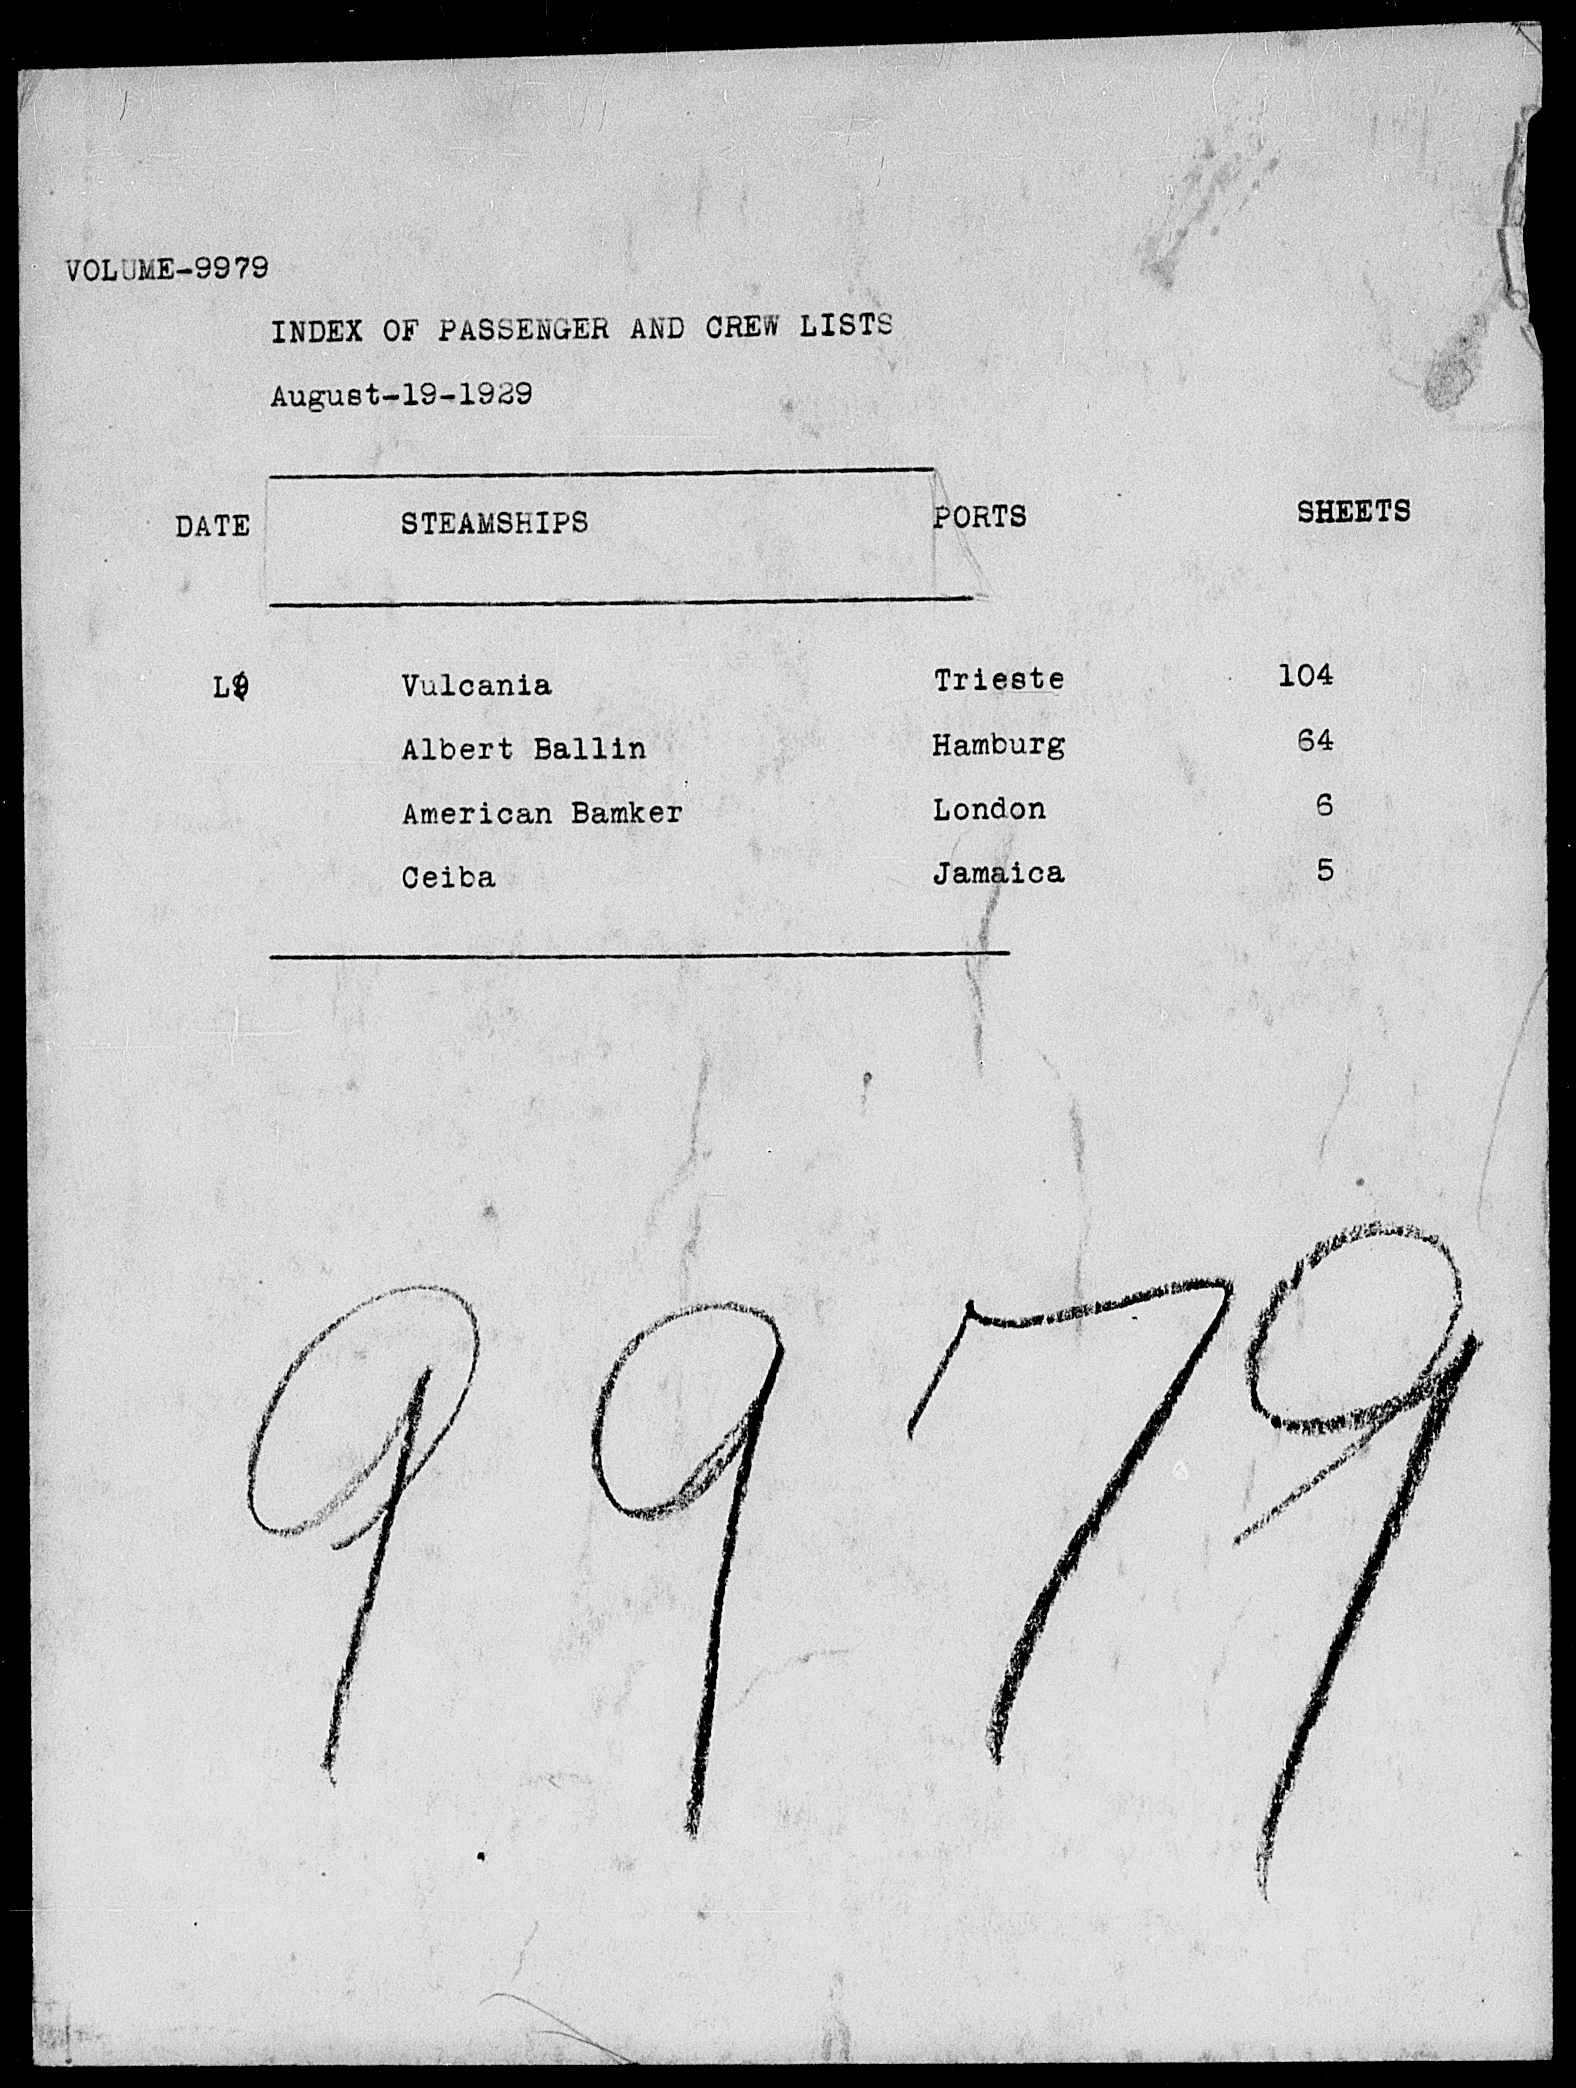 VOLUME-9979
INDEX OF PASSENGER AND CREW LISTS
August-19-1929
DATE STEAMSHIPS PORTS SHEETS
L9 Vulcania Trieste 104
Albert Ballin Hamburg 64
American Bamker London 6
Ceiba Jamaica 5
9979